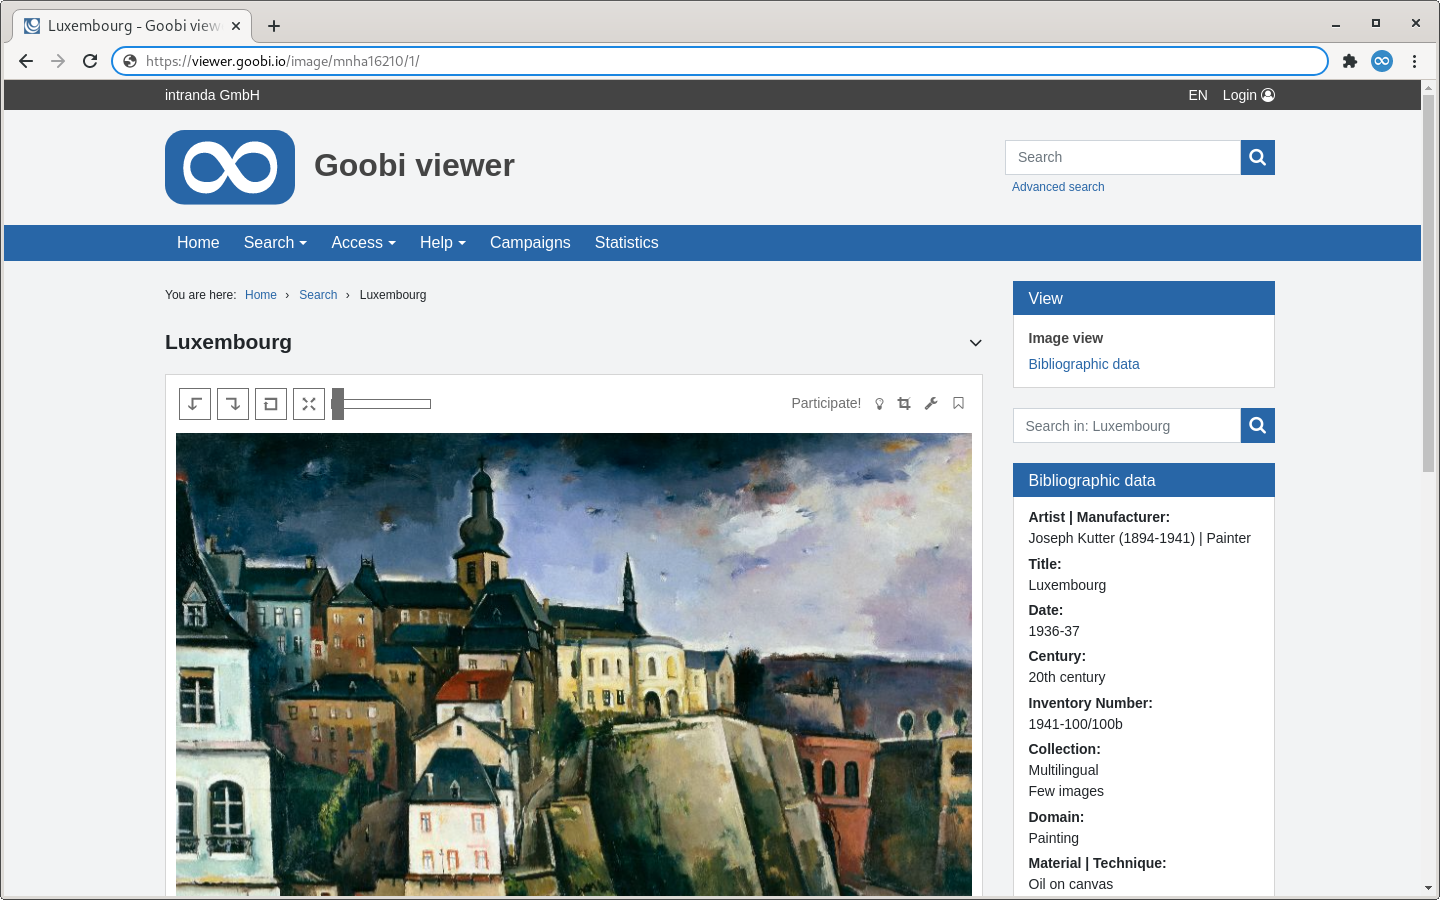 Luxembourg - Goobi view
https://viewer.goobi.io/image/mnha16210/1/
intranda GmbH
EN Login
Goobi viewer
Search
Advanced search
Home Search Access Help Campaigns Statistics
You are here: Home › Search › Luxembourg
Luxembourg
Participate!
View
Image view
Bibliographic data
Search in: Luxembourg
Bibliographic data
Artist | Manufacturer:
Joseph Kutter (1894-1941) | Painter
Title:
Luxembourg
Date:
1936-37
Century:
20th century
Inventory Number:
1941-100/100b
Collection:
Multilingual
Few images
Domain:
Painting
Material | Technique:
Oil on canvas